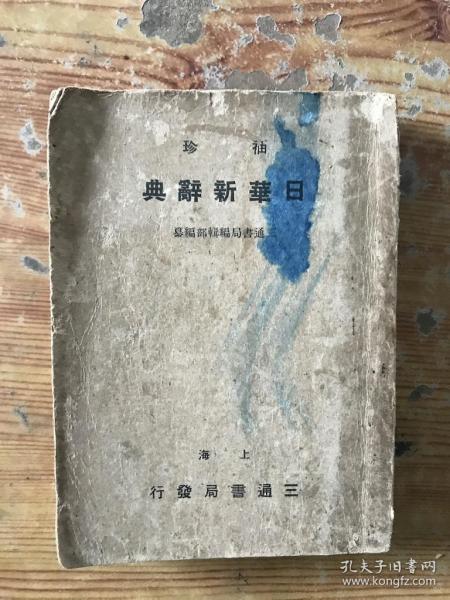 袖珍
日華新辭典
三通書局編輯部編纂
上海
三通書局發行
孔夫子旧书网
www.kongfz.com